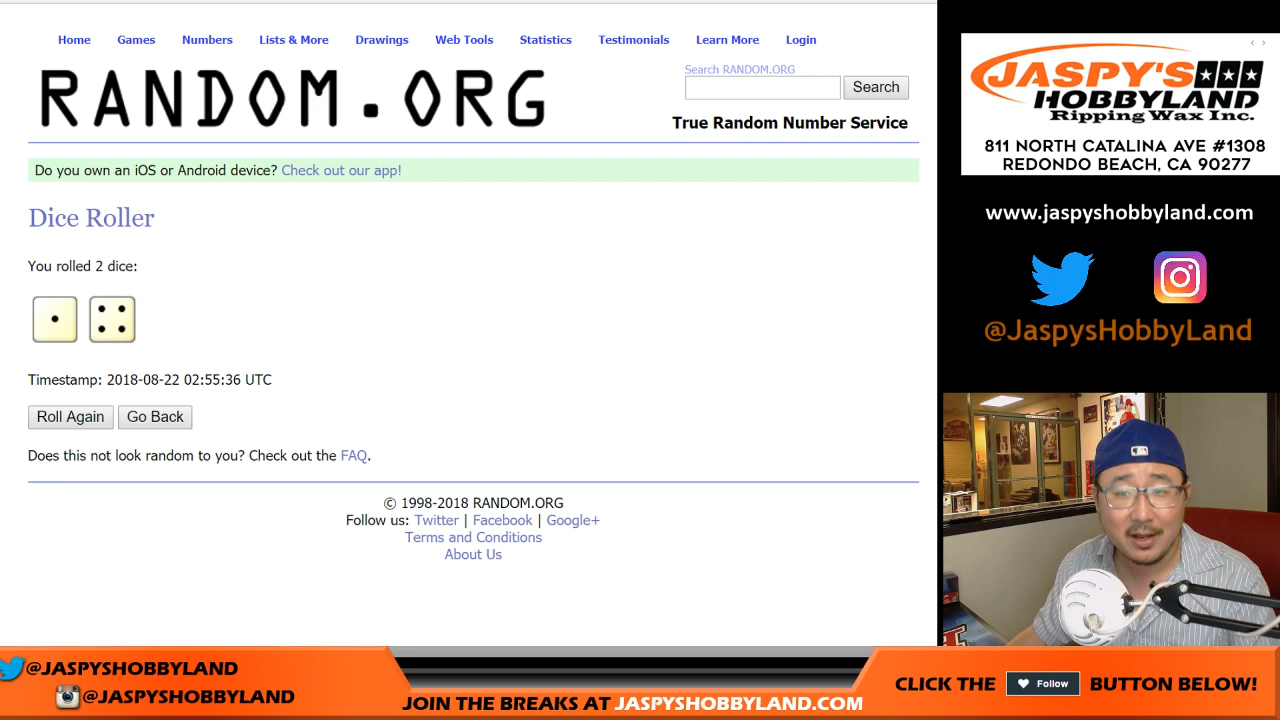 Home Games Numbers Lists & More Drawings Web Tools Statistics Testimonials Learn More Login
RANDOM.ORG
Search RANDOM.ORG
Search
True Random Number Service
Do you own an iOS or Android device? Check out our app!
Dice Roller
You rolled 2 dice:
Timestamp: 2018-08-22 02:55:36 UTC
Roll Again Go Back
Does this not look random to you? Check out the FAQ.
© 1998-2018 RANDOM.ORG
Follow us: Twitter | Facebook | Google+
Terms and Conditions
About Us
JASPY'S
HOBBYLAND
Ripping Wax Inc.
811 NORTH CATALINA AVE #1308
REDONDO BEACH, CA 90277
www.jaspyshobbyland.com
@JaspysHobbyLand
@JASPYSHOBBYLAND
@JASPYSHOBBYLAND
JOIN THE BREAKS AT JASPYSHOBBYLAND.COM
CLICK THE Follow BUTTON BELOW!